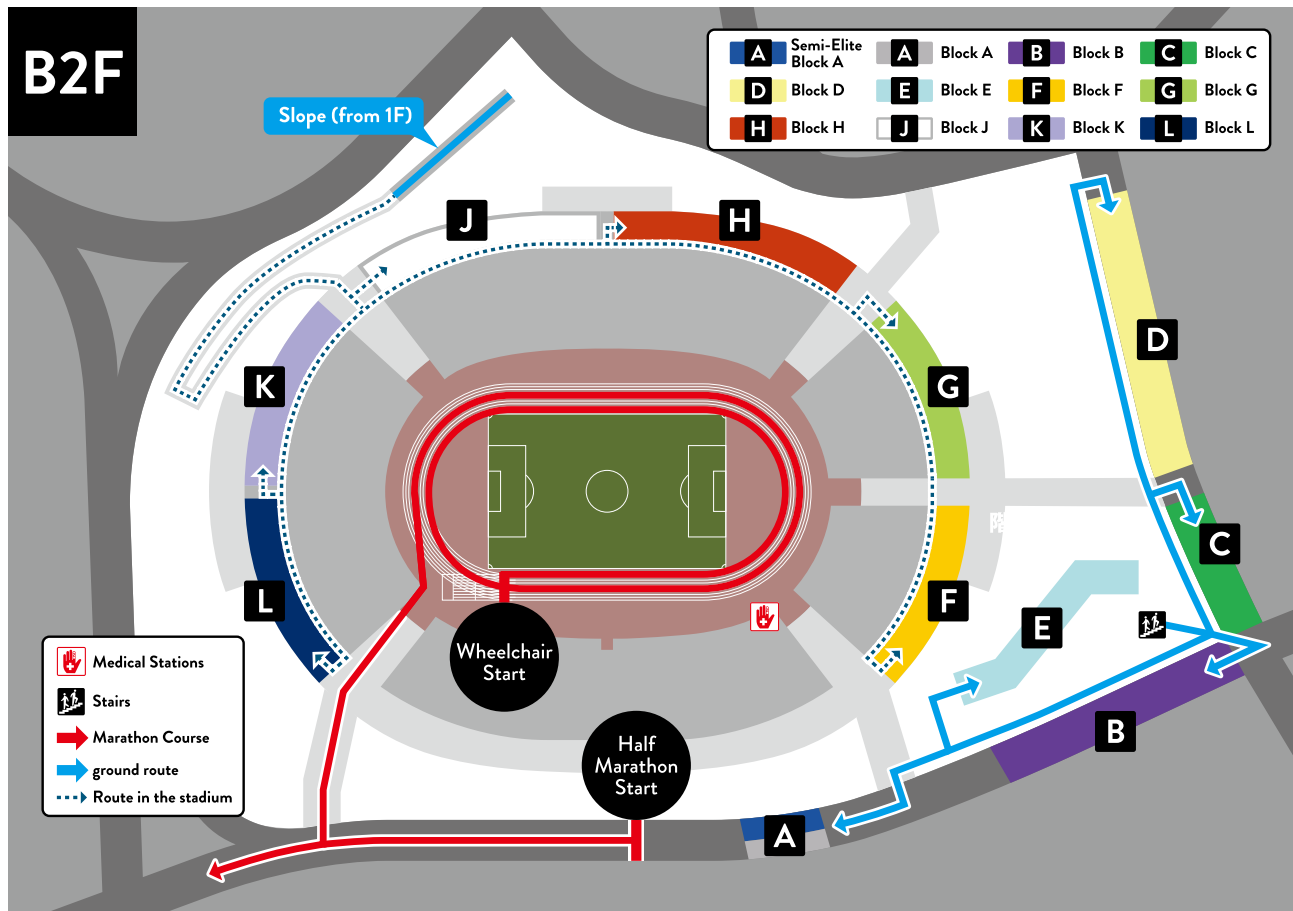 B2F
A Semi-Elite
Block A
A Block A
B Block B
C Block C
D Block D
E Block E
F Block F
G Block G
H Block H
J Block J
K Block K
L Block L
Slope (from 1F)
J
H
D
K
G
C
L
F
E
Wheelchair
Start
B
Half
Marathon
Start
A
Medical Stations
Stairs
Marathon Course
ground route
Route in the stadium